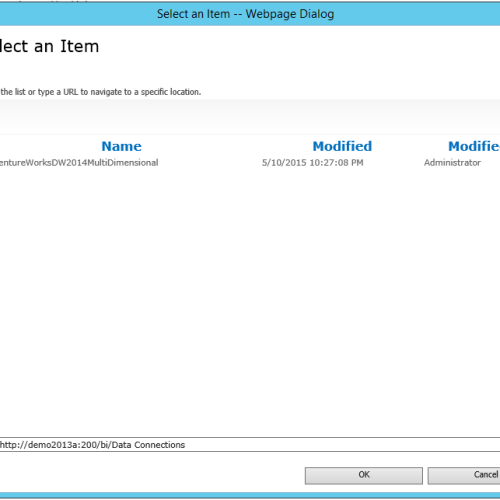 Select an Item -- Webpage Dialog
lect an Item
the list or type a URL to navigate to a specific location.
Name Modified Modifie
entureWorksDW2014MultiDimensional 5/10/2015 10:27:08 PM Administrator
http://demo2013a:200/bi/Data Connections
OK Cancel